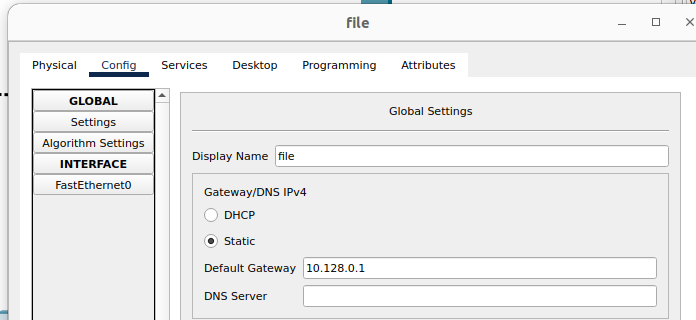 file
Physical Config Services Desktop Programming Attributes
GLOBAL
Settings
Algorithm Settings
INTERFACE
FastEthernet0
Global Settings
Display Name file
Gateway/DNS IPv4
DHCP
Static
Default Gateway 10.128.0.1
DNS Server